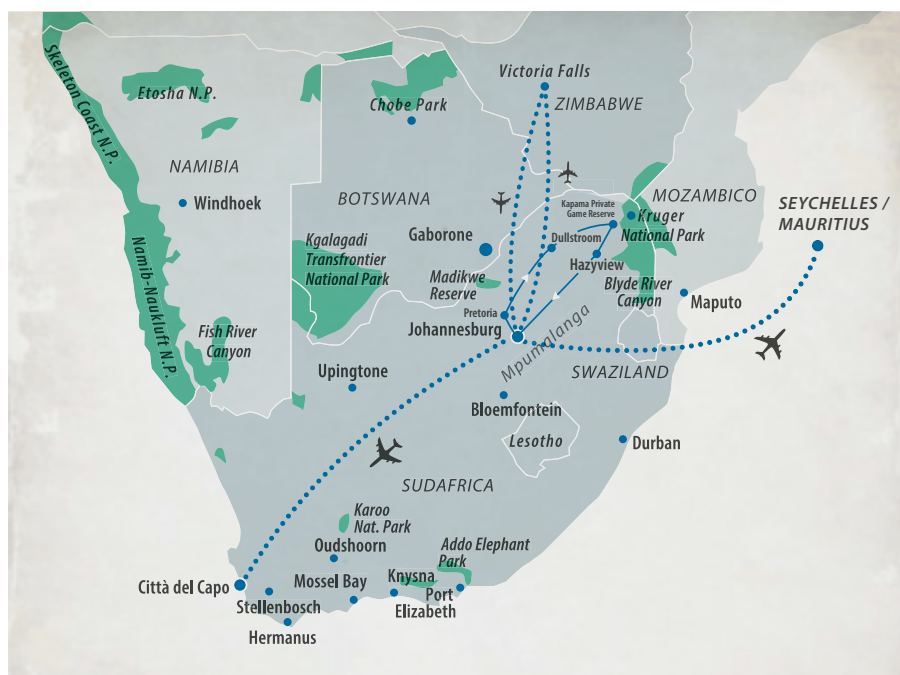 Skeleton Coast N.P.
Etosha N.P.
Chobe Park
Victoria Falls
ZIMBABWE
NAMIBIA
Windhoek
BOTSWANA
Gaborone
Kapama Private
Game Reserve
MOZAMBICO
Kruger
National Park
SEYCHELLES /
MAURITIUS
Dullstroom
Hazyview
Kgalagadi
Transfrontier
National Park
Madikwe
Reserve
Blyde River
Canyon
Maputo
Namib-Naukluft N.P.
Fish River
Canyon
Pretoria
Johannesburg
Mpumalanga
SWAZILAND
Upingtone
Bloemfontein
Lesotho
Durban
SUDAFRICA
Karoo
Nat. Park
Oudshoorn
Addo Elephant
Park
Città del Capo
Stellenbosch
Hermanus
Mossel Bay
Knysna
Port
Elizabeth